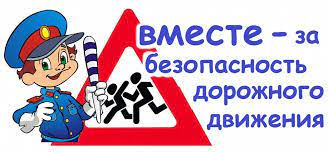 вместе – за
безопасность
дорожного
движения